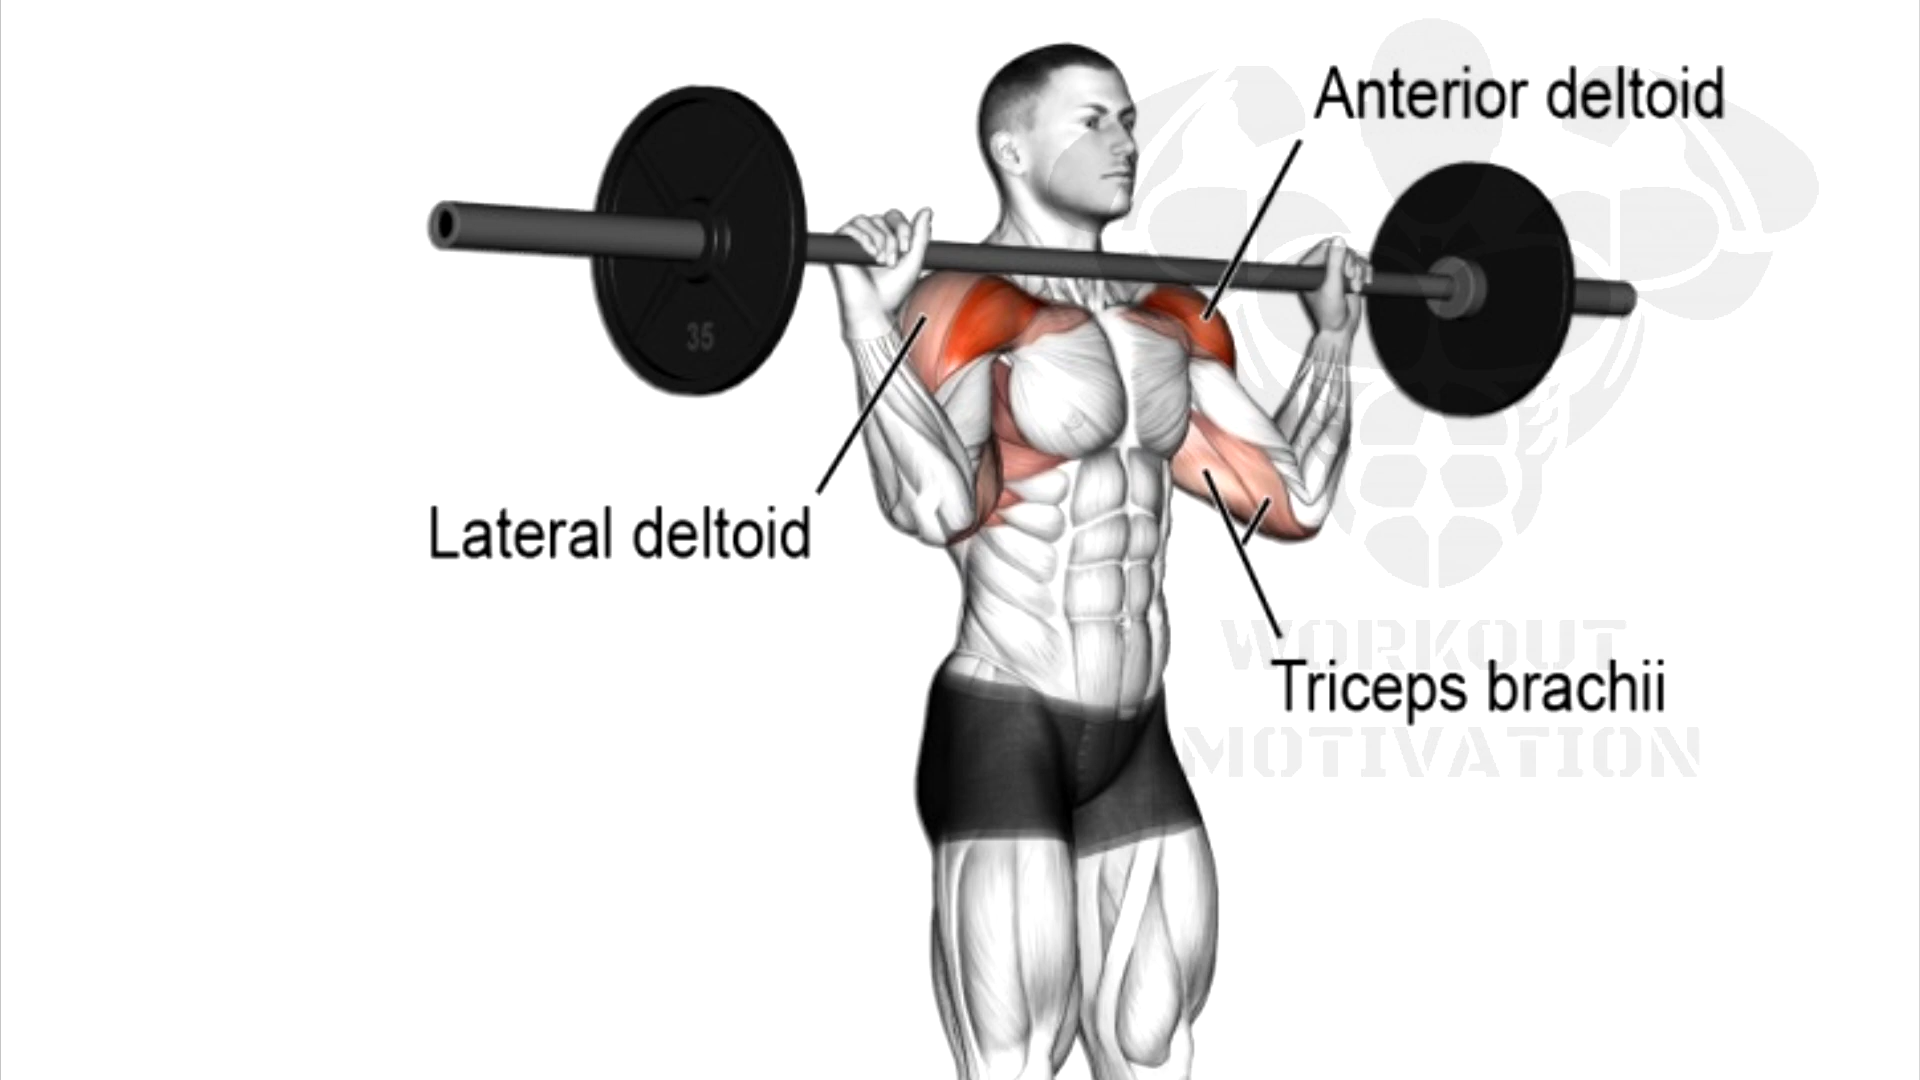 Anterior deltoid
35
Lateral deltoid
WORKOUT
Triceps brachii
MOTIVATION